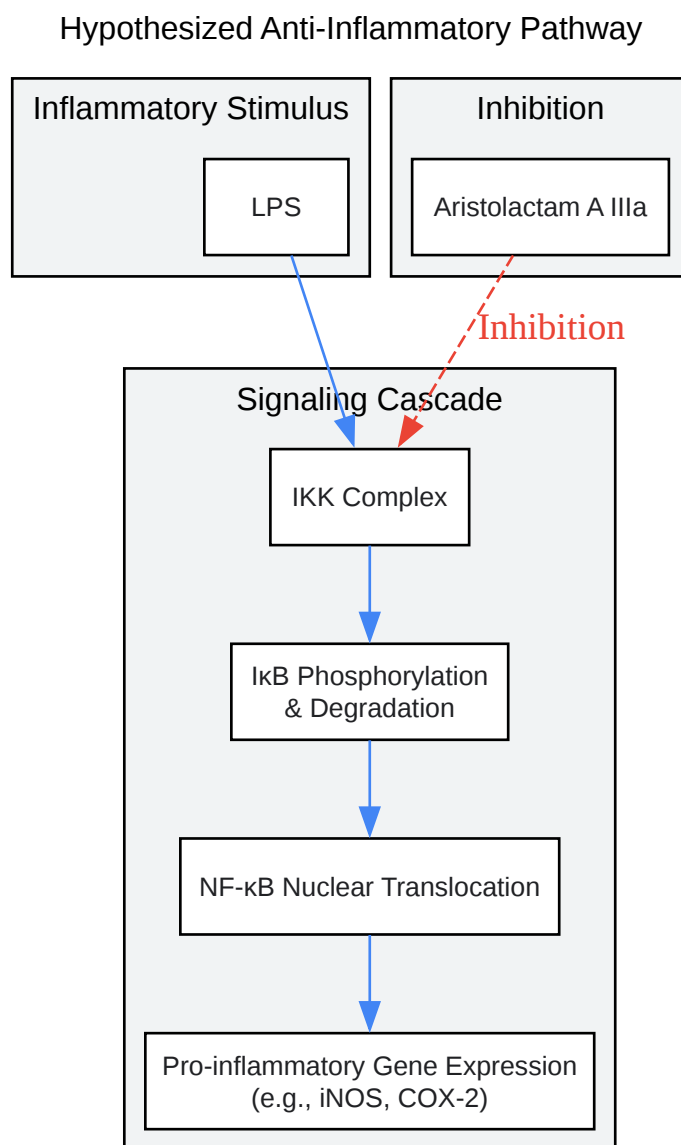 Hypothesized Anti-Inflammatory Pathway
Inflammatory Stimulus
Inhibition
LPS
Aristolactam A IIIa
Inhibition
Signaling Cascade
IKK Complex
IκB Phosphorylation
& Degradation
NF-κB Nuclear Translocation
Pro-inflammatory Gene Expression
(e.g., iNOS, COX-2)